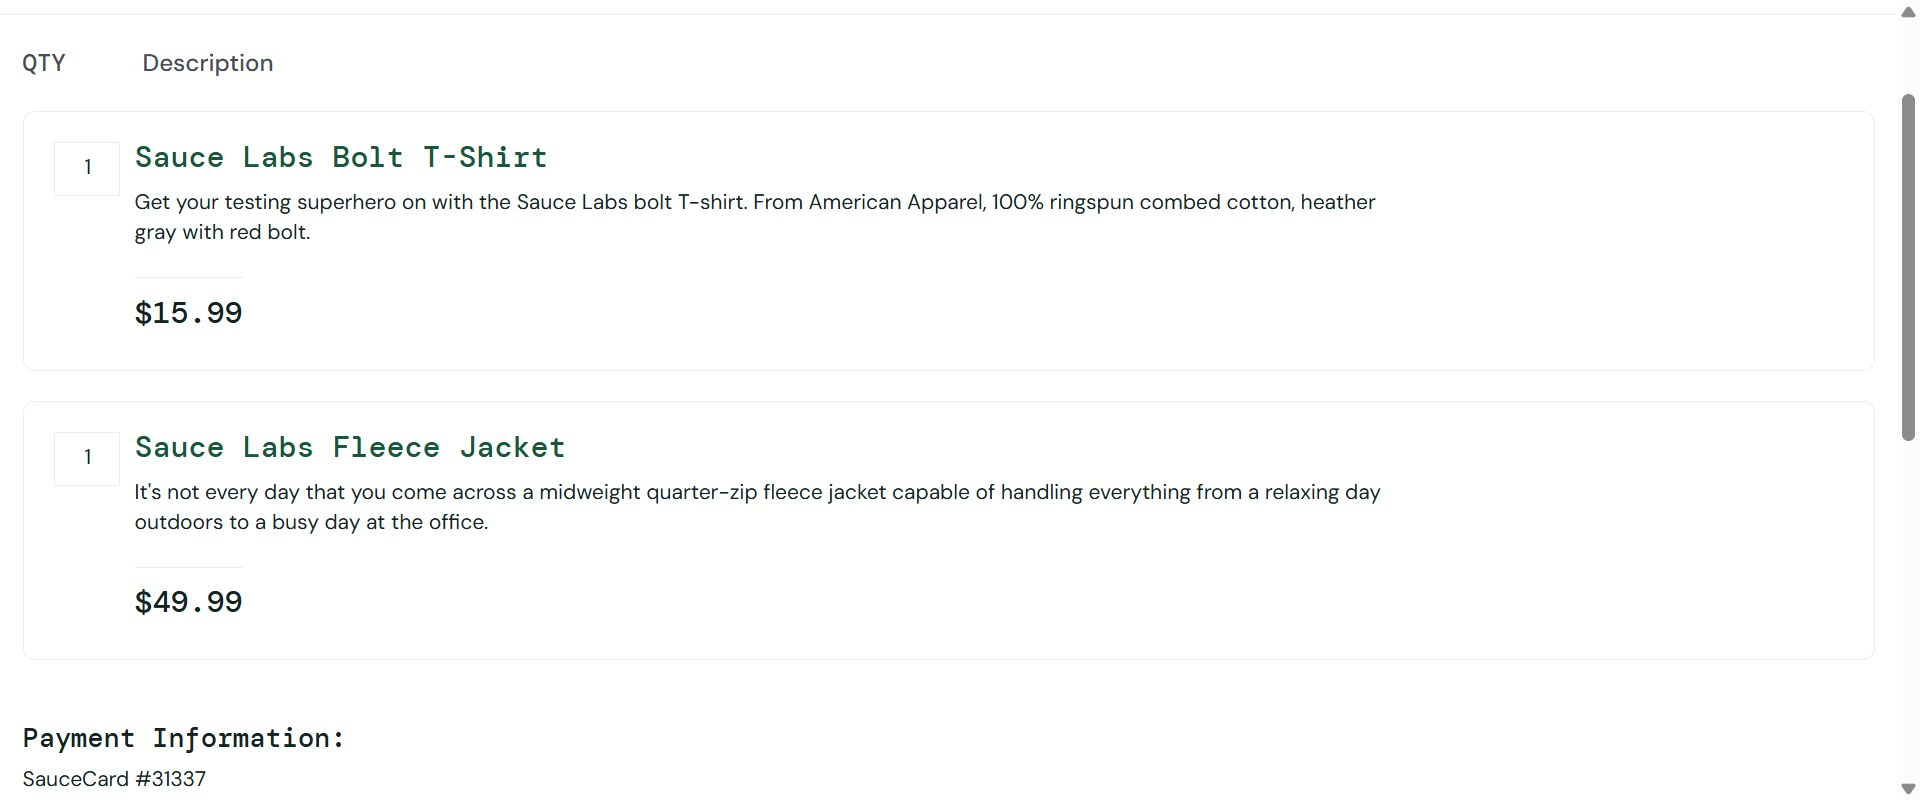 QTY Description
1 Sauce Labs Bolt T-Shirt
Get your testing superhero on with the Sauce Labs bolt T-shirt. From American Apparel, 100% ringspun combed cotton, heather
gray with red bolt.
$15.99
1 Sauce Labs Fleece Jacket
It's not every day that you come across a midweight quarter-zip fleece jacket capable of handling everything from a relaxing day
outdoors to a busy day at the office.
$49.99
Payment Information:
SauceCard #31337